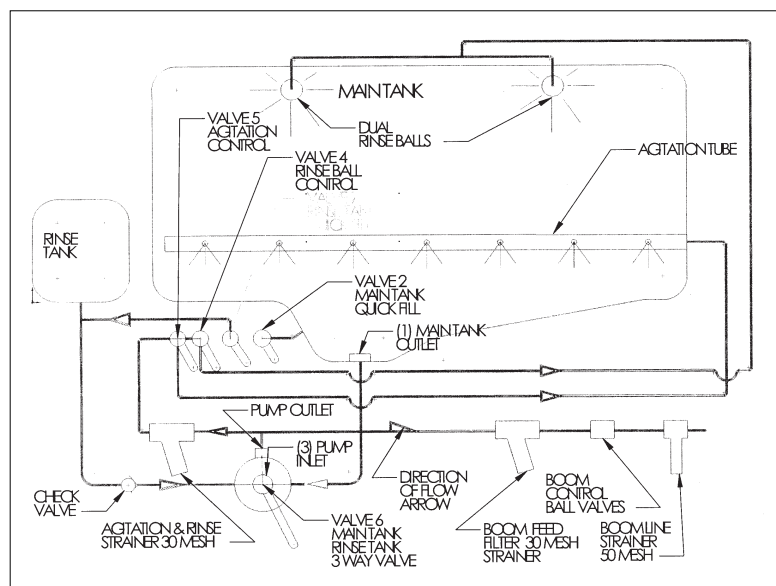 MAIN TANK
VALVE 5
AGITATION
CONTROL
DUAL
RINSE BALLS
VALVE 4
RINSE BALL
CONTROL
AGITATION TUBE
RINSE
TANK
VALVE 2
MAIN TANK
QUICK FILL
(1) MAIN TANK
OUTLET
PUMP OUTLET
(3) PUMP
INLET
DIRECTION
OF FLOW
ARROW
BOOM
CONTROL
BALL VALVES
CHECK
VALVE
AGITATION & RINSE
STRAINER 30 MESH
VALVE 6
MAIN TANK
RINSE TANK
3 WAY VALVE
BOOM FEED
FILTER 30 MESH
STRAINER
BOOM LINE
STRAINER
50 MESH